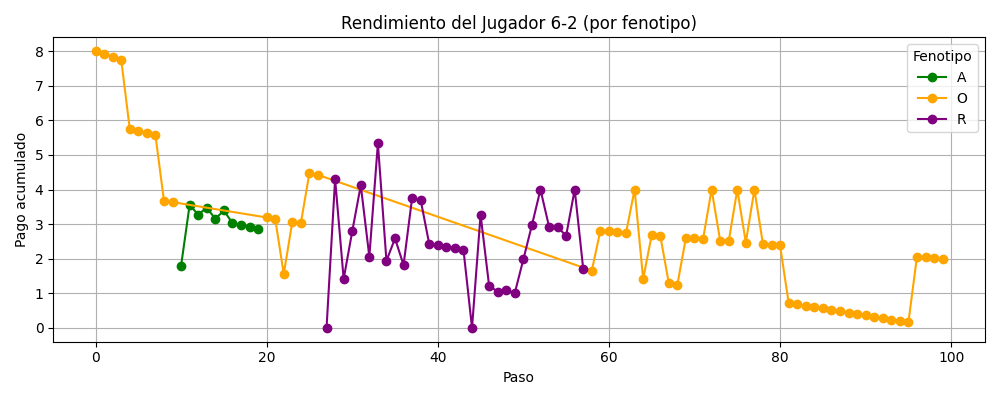 Rendimiento del Jugador 6-2 (por fenotipo)
Pago acumulado
8
7
6
5
4
3
2
1
0
Fenotipo
A
O
R
0 20 40 60 80 100
Paso